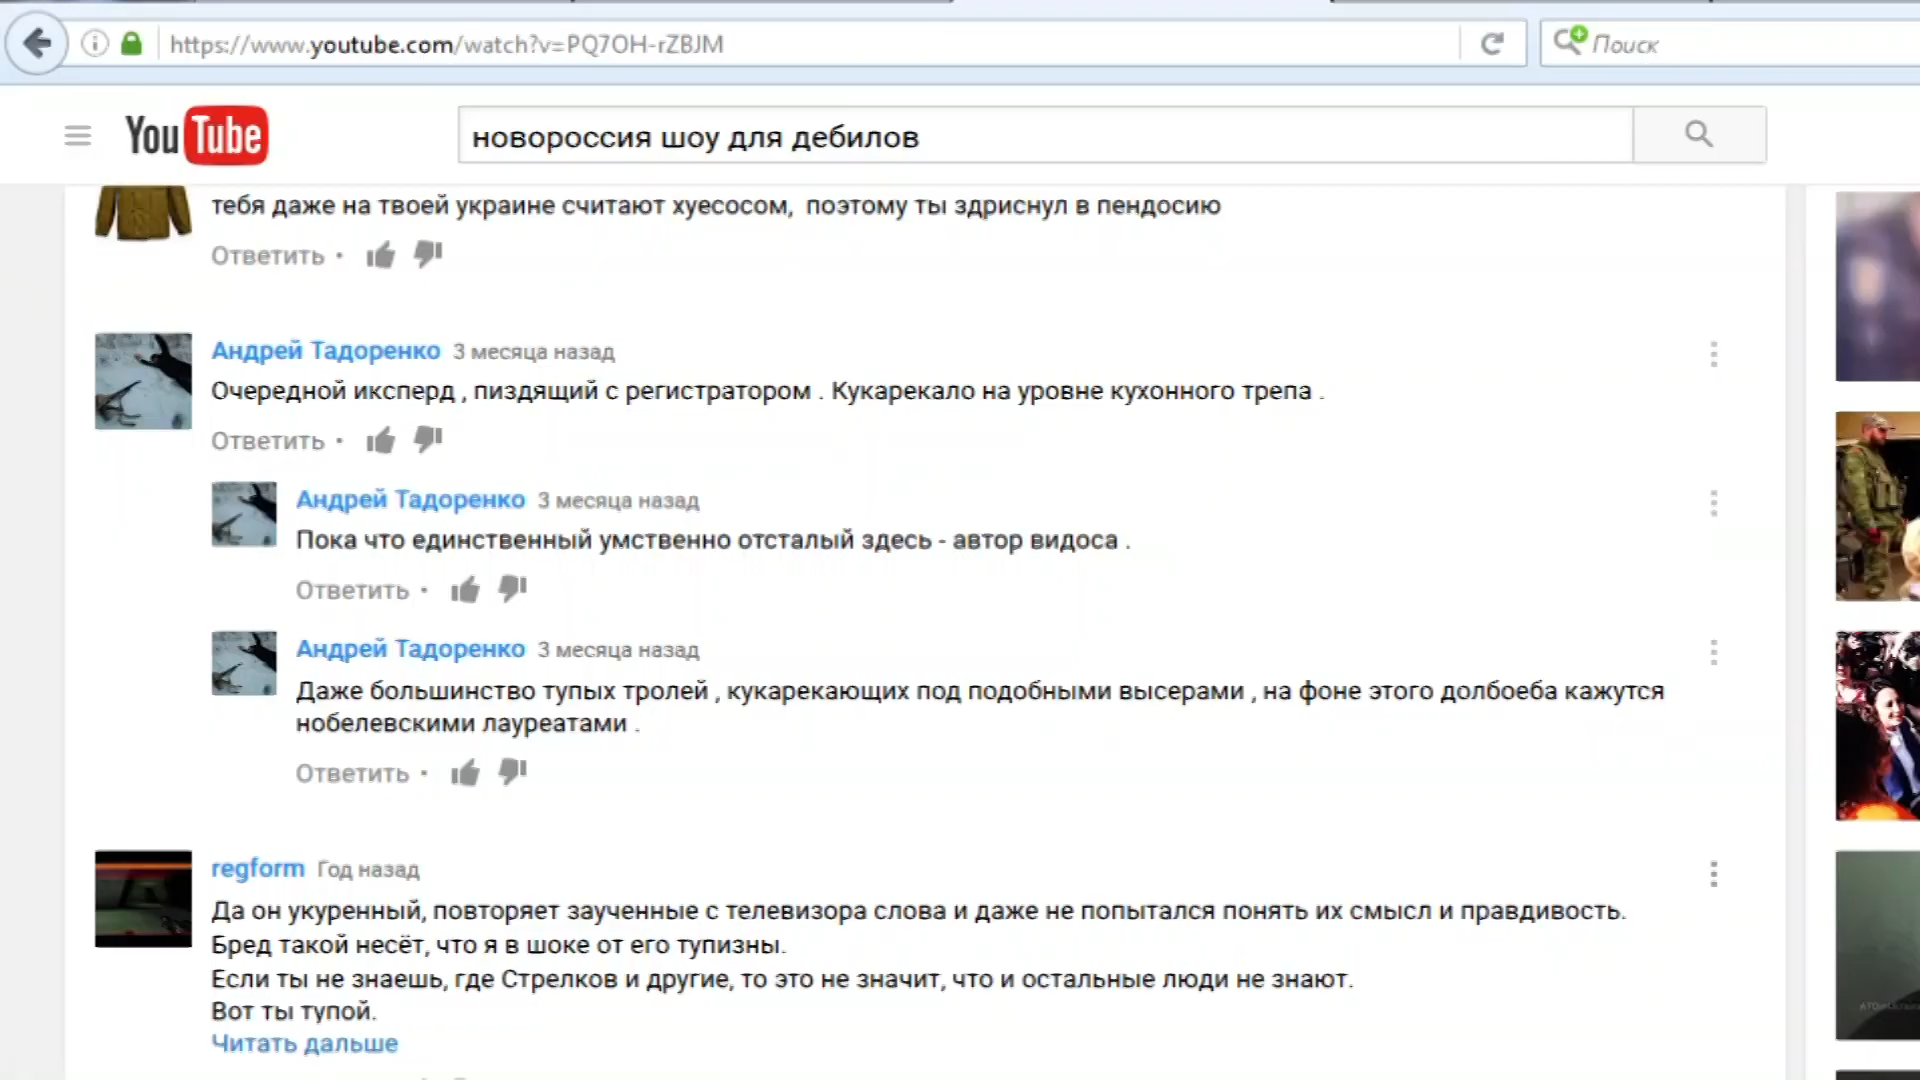 https://www.youtube.com/watch?v=PQ7OH-rZBJM
Поиск
YouTube
новороссия шоу для дебилов
тебя даже на твоей украине считают хуесосом, поэтому ты здриснул в пендосию
Ответить •
Андрей Тадоренко 3 месяца назад
Очередной иксперд , пиздящий с регистратором . Кукарекало на уровне кухонного трепа .
Ответить •
Андрей Тадоренко 3 месяца назад
Пока что единственный умственно отсталый здесь - автор видоса .
Ответить •
Андрей Тадоренко 3 месяца назад
Даже большинство тупых тролей , кукарекающих под подобными высерами , на фоне этого долбоеба кажутся
нобелевскими лауреатами .
Ответить •
regform Год назад
Да он укуренный, повторяет заученные с телевизора слова и даже не попытался понять их смысл и правдивость.
Бред такой несёт, что я в шоке от его тупизны.
Если ты не знаешь, где Стрелков и другие, то это не значит, что и остальные люди не знают.
Вот ты тупой.
Читать дальше